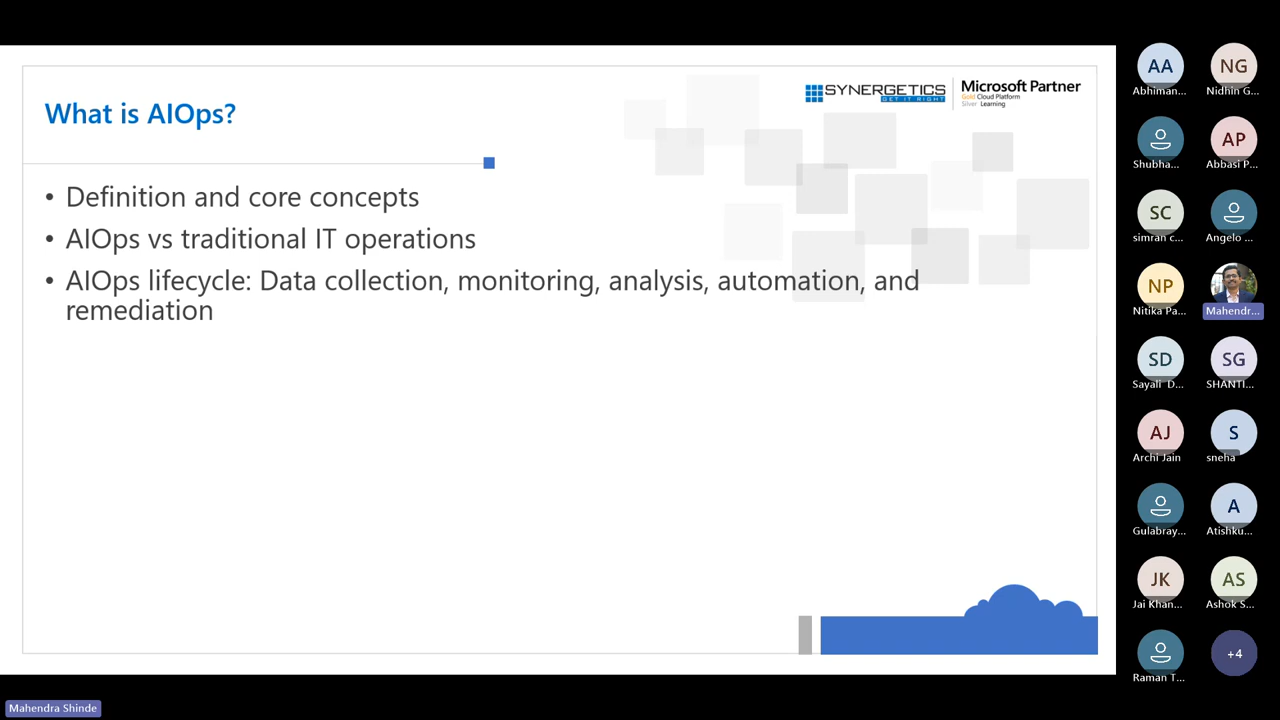 What is AIOps?
SYNERGETICS
GET IT RIGHT
Microsoft Partner
Gold Cloud Platform
Silver Learning
• Definition and core concepts
• AIOps vs traditional IT operations
• AIOps lifecycle: Data collection, monitoring, analysis, automation, and
remediation
AA
Abhiman...
NG
Nidhin G...
Shubha...
AP
Abbasi P...
SC
simran c...
Angelo ...
NP
Nitika Pa...
Mahendr...
SD
Sayali D...
SG
SHANTI...
AJ
Archi Jain
S
sneha
Gulabray...
A
Atishku...
JK
Jai Khan...
AS
Ashok S...
Raman T...
+4
Mahendra Shinde